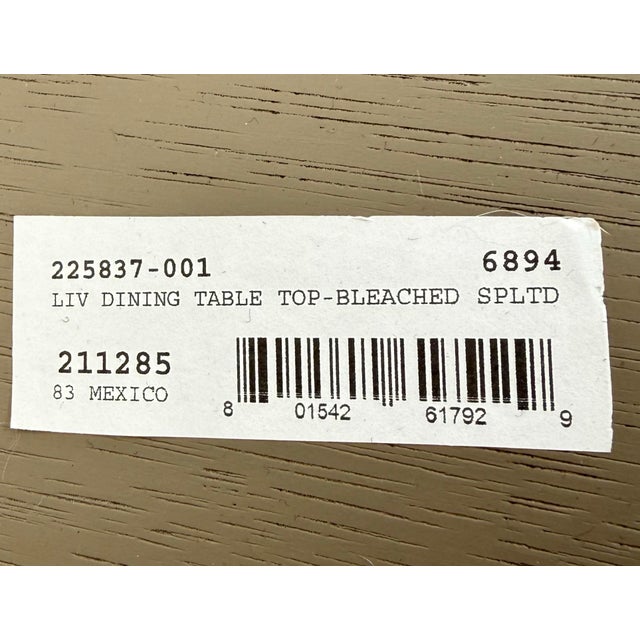 225837-001 6894
LIV DINING TABLE TOP-BLEACHED SPLTD
211285
83 MEXICO
8 01542 61792 9